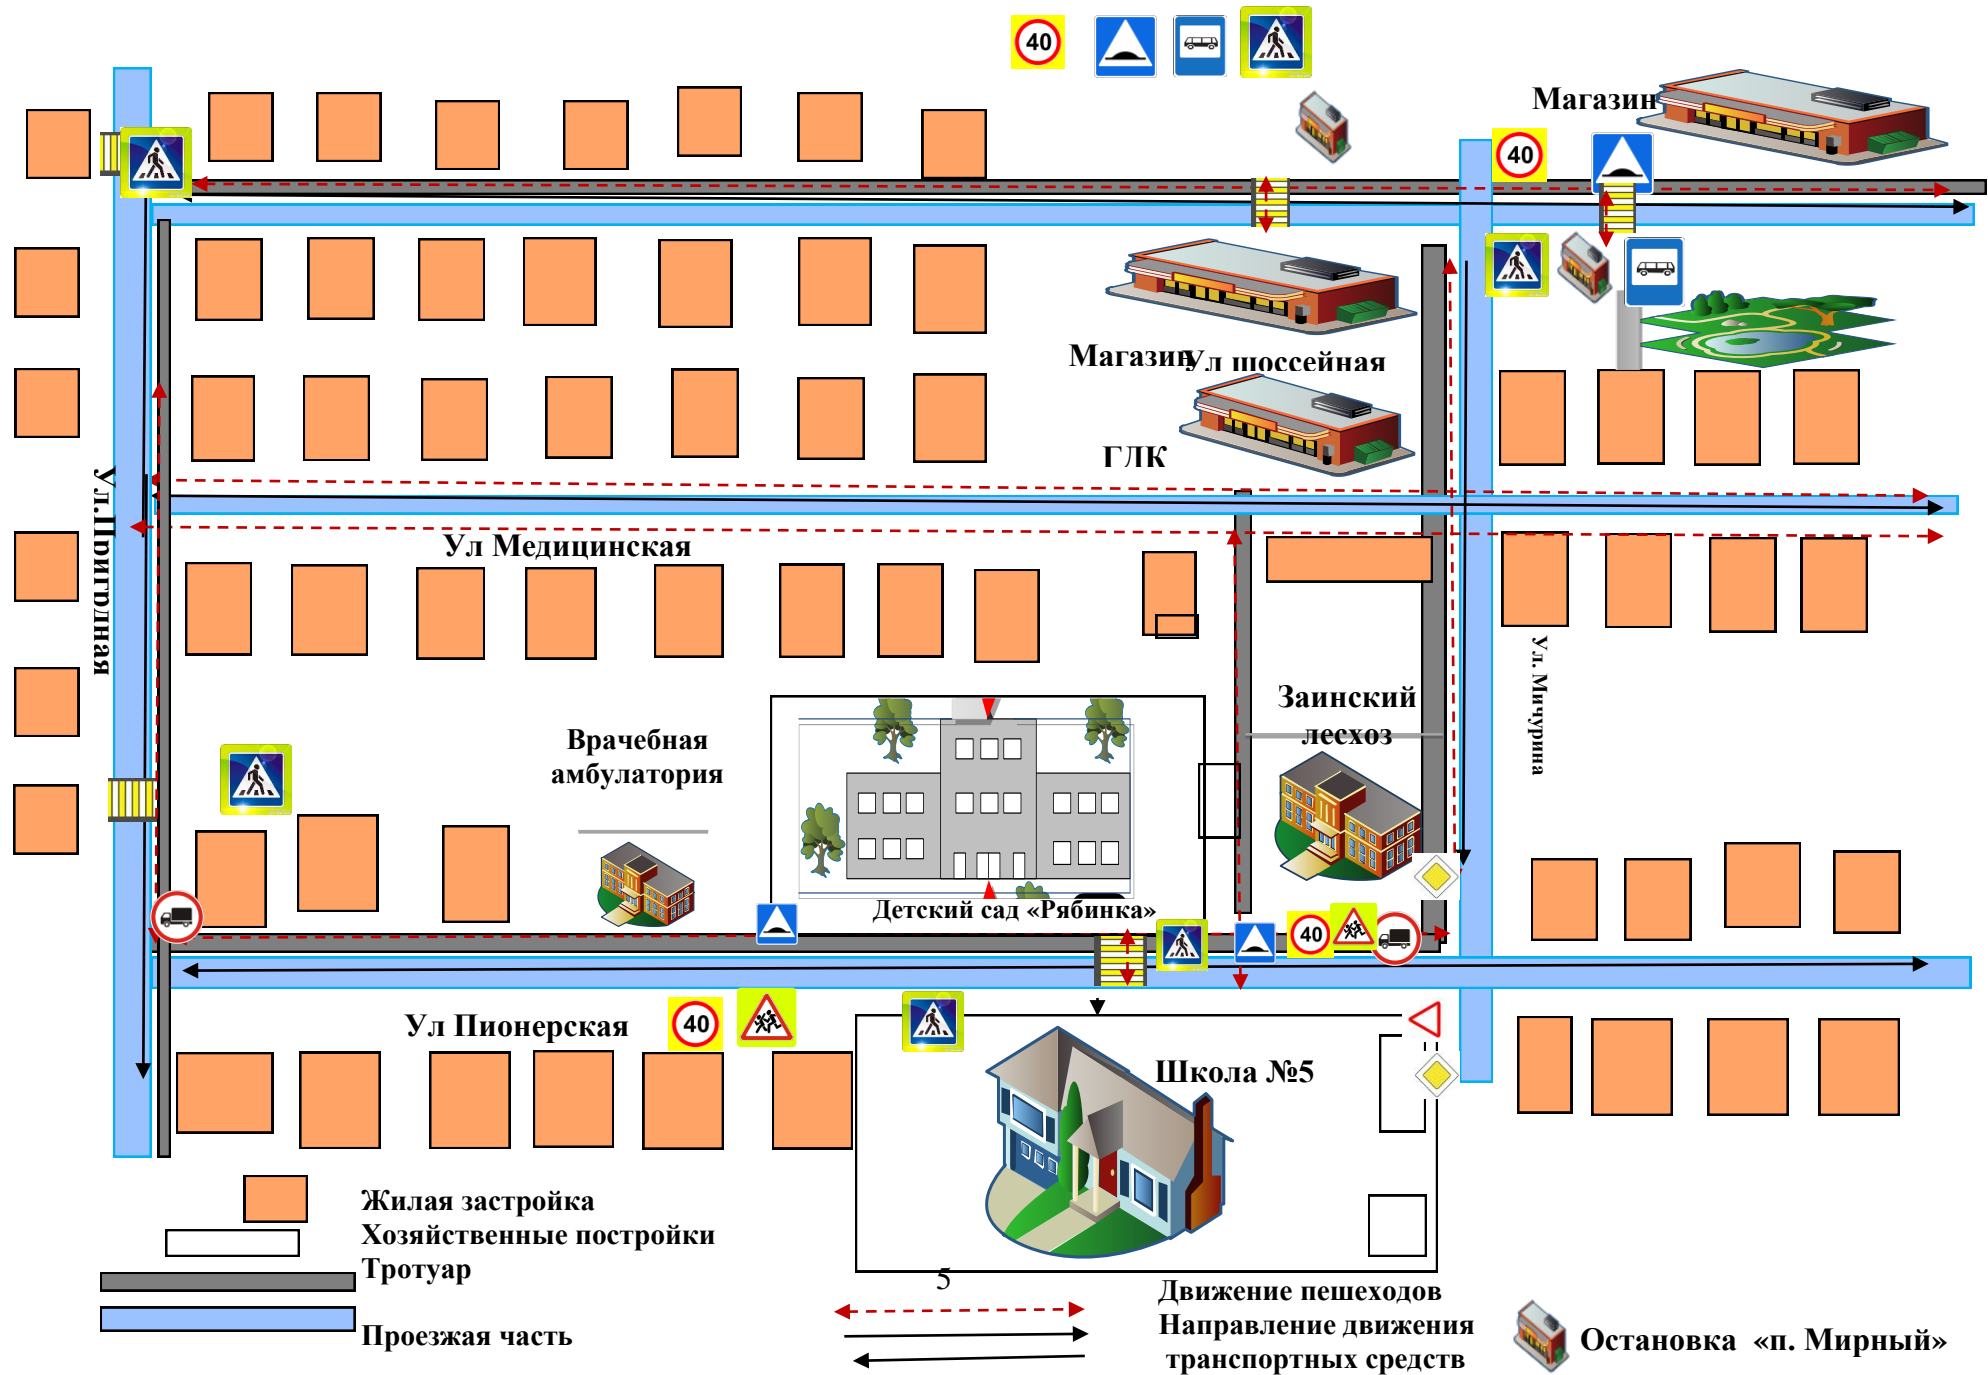 40
Магазин
40
Магазин
Ул шоссейная
ГДК
Ул.Пригрдная
Ул Медицинская
Ул. Мичурина
Заинский
лесхоз
Врачебная
амбулатория
Детский сад «Рябинка»
40
Ул Пионерская
40
Школа №5
Жилая застройка
Хозяйственные постройки
Тротуар
Проезжая часть
5
Движение пешеходов
Направление движения
транспортных средств
Остановка «п. Мирный»